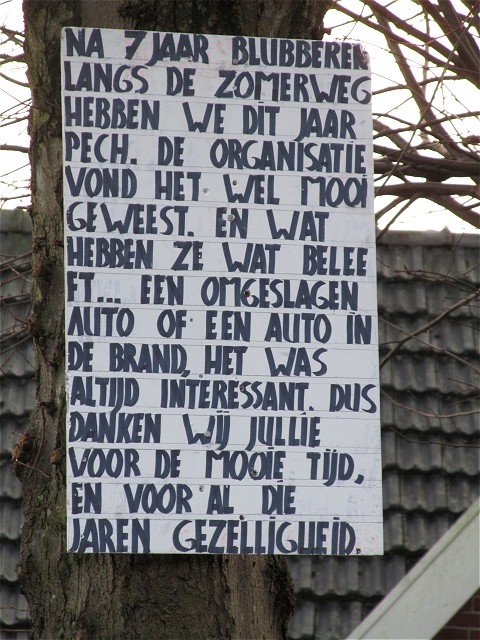 NA 7 JAAR BLUBBEREN
LANGS DE ZOMERWEG
HEBBEN WE DIT JAAR
PECH. DE ORGANISATIE
VOND HET WEL MOOI
GEWEEST. EN WAT
HEBBEN ZE WAT BELEE
FT... EEN OMGESLAGEN
AUTO OF EEN AUTO IN
DE BRAND, HET WAS
ALTIJD INTERESSANT. DUS
DANKEN WIJ JULLIE
VOOR DE MOOIE TIJD,
EN VOOR AL DIE
JAREN GEZELLIGHEID